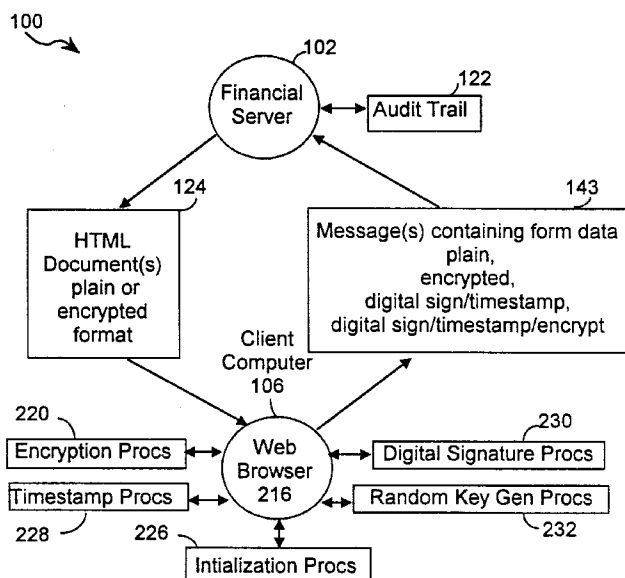 100
102
Financial
Server
122
Audit Trail
124
HTML
Document(s)
plain or
encrypted
format
143
Message(s) containing form data
plain,
encrypted,
digital sign/timestamp,
digital sign/timestamp/encrypt
Client
Computer
106
Web
Browser
216
220
Encryption Procs
Timestamp Procs
228
226
Intialization Procs
230
Digital Signature Procs
Random Key Gen Procs
232